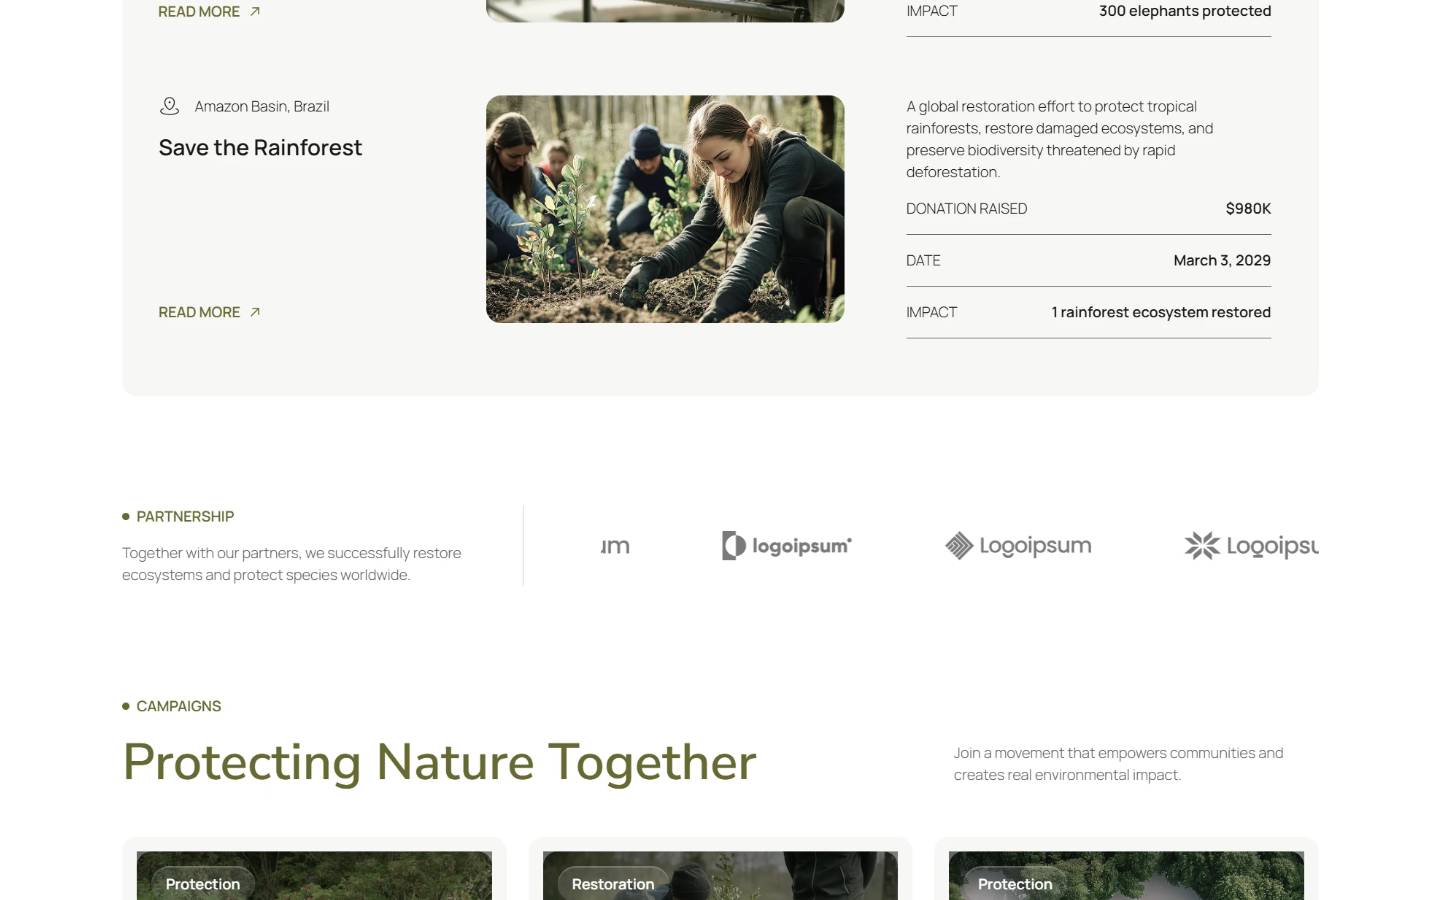 READ MORE
IMPACT 300 elephants protected
Amazon Basin, Brazil
Save the Rainforest
READ MORE
A global restoration effort to protect tropical
rainforests, restore damaged ecosystems, and
preserve biodiversity threatened by rapid
deforestation.
DONATION RAISED $980K
DATE March 3, 2029
IMPACT 1 rainforest ecosystem restored
PARTNERSHIP
Together with our partners, we successfully restore
ecosystems and protect species worldwide.
logoipsum
Logoipsum
CAMPAIGNS
Protecting Nature Together
Join a movement that empowers communities and
creates real environmental impact.
Protection
Restoration
Protection